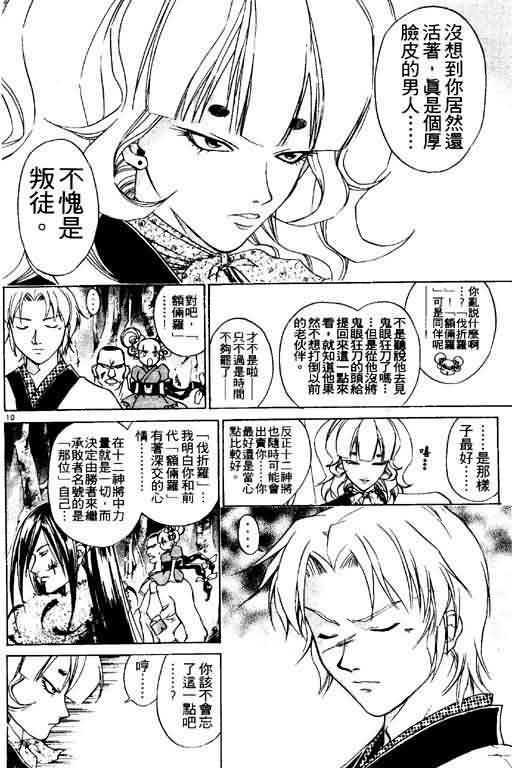 沒想到你居然還
活著，真是個厚
臉皮的男人……
不愧是
叛徒。
你亂說什麼啊
…？「伐折羅
」！「額倆羅
」可是同伴呢
不是聽說他去見
鬼眼狂刀了嗎…
…但是從他沒將
鬼眼狂刀的頭給
提回來這一點來
看，就知道他果
然不想打倒以前
的老伙伴。
才不是啦
只不過是時間
不夠罷了
對吧，
「額倆羅
」
……
……是那樣
子最好。
反正十二神將
也隨時可能會
出賣你……你
最好還是當心
點比較好。
……
「伐折羅」…
我明白你和前
代「額倆羅」
有著深交的心
情……
在十二神將中力
量就是一切，而
決定由勝者來繼
承敗者名號的是
「那位」自己…
你該不會忘
了這一點吧
……？
哼
……
10